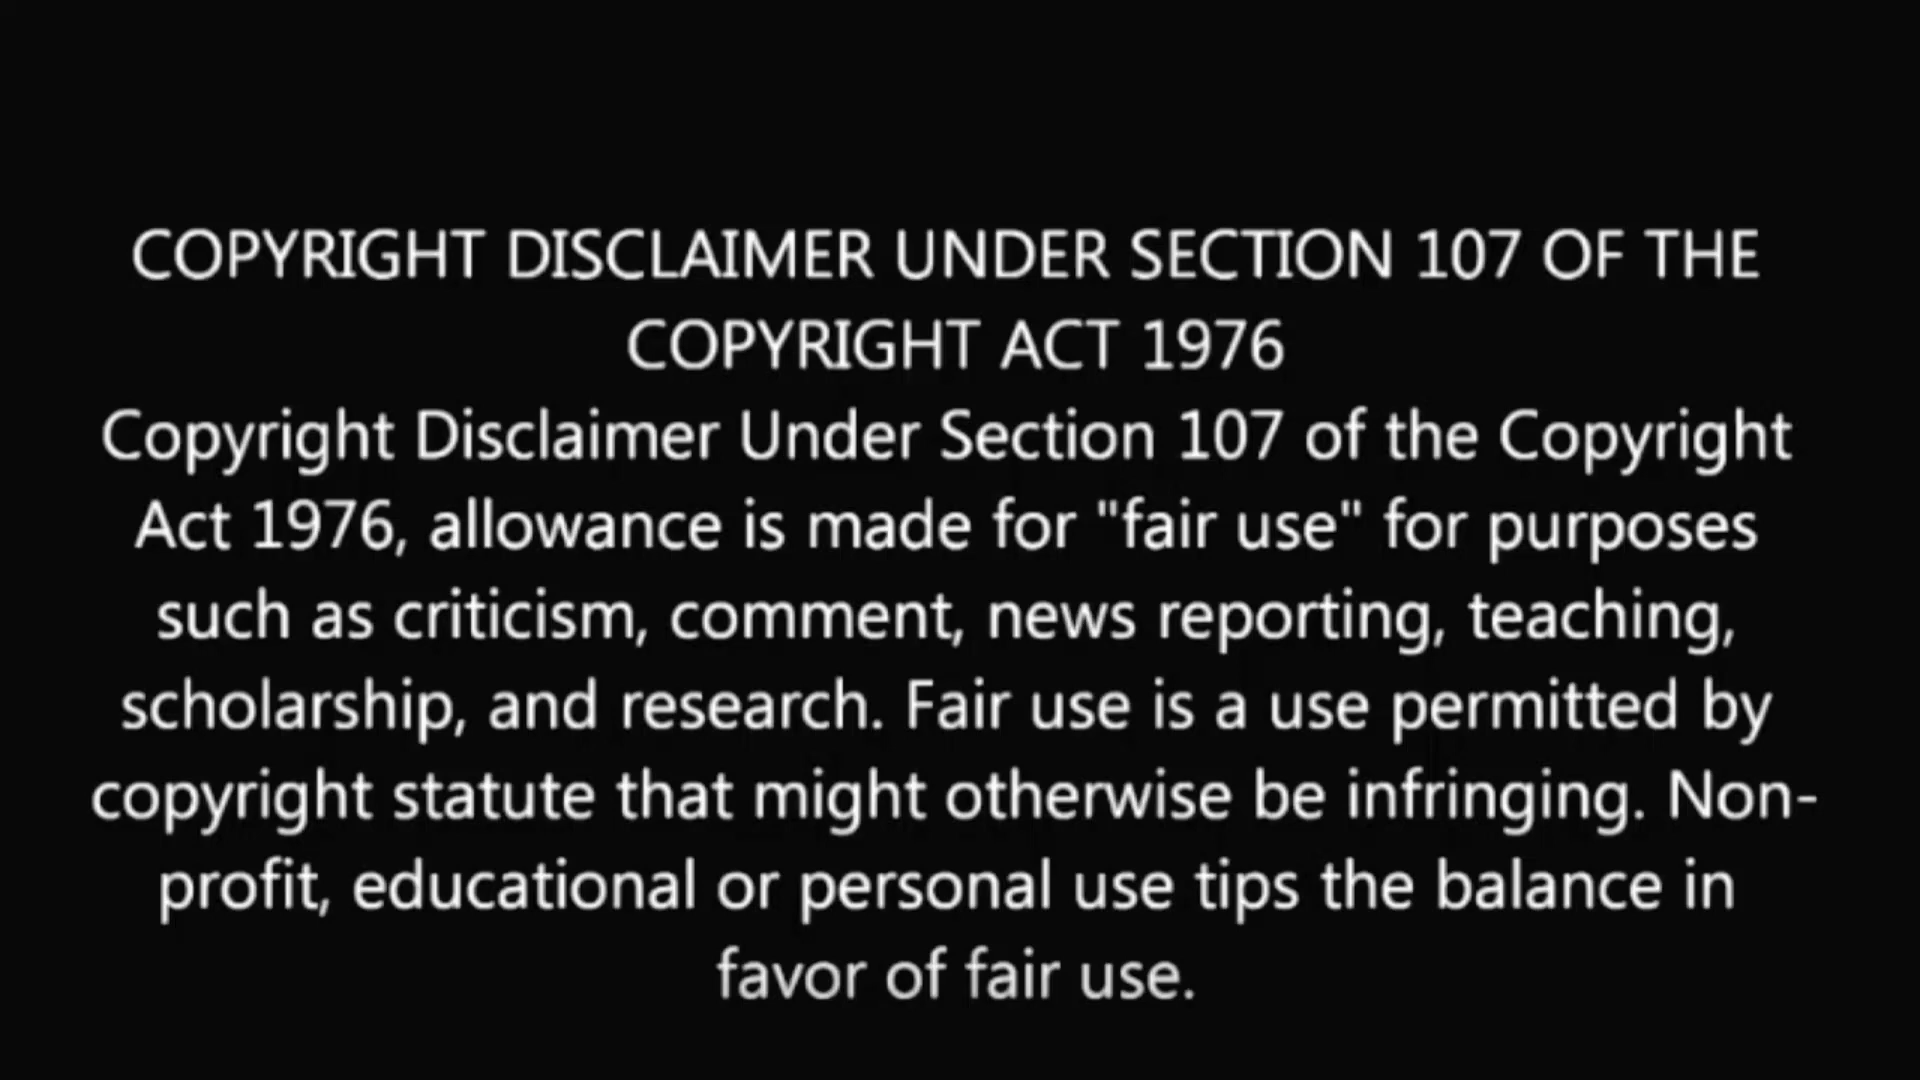 COPYRIGHT DISCLAIMER UNDER SECTION 107 OF THE
COPYRIGHT ACT 1976
Copyright Disclaimer Under Section 107 of the Copyright
Act 1976, allowance is made for "fair use" for purposes
such as criticism, comment, news reporting, teaching,
scholarship, and research. Fair use is a use permitted by
copyright statute that might otherwise be infringing. Non-
profit, educational or personal use tips the balance in
favor of fair use.